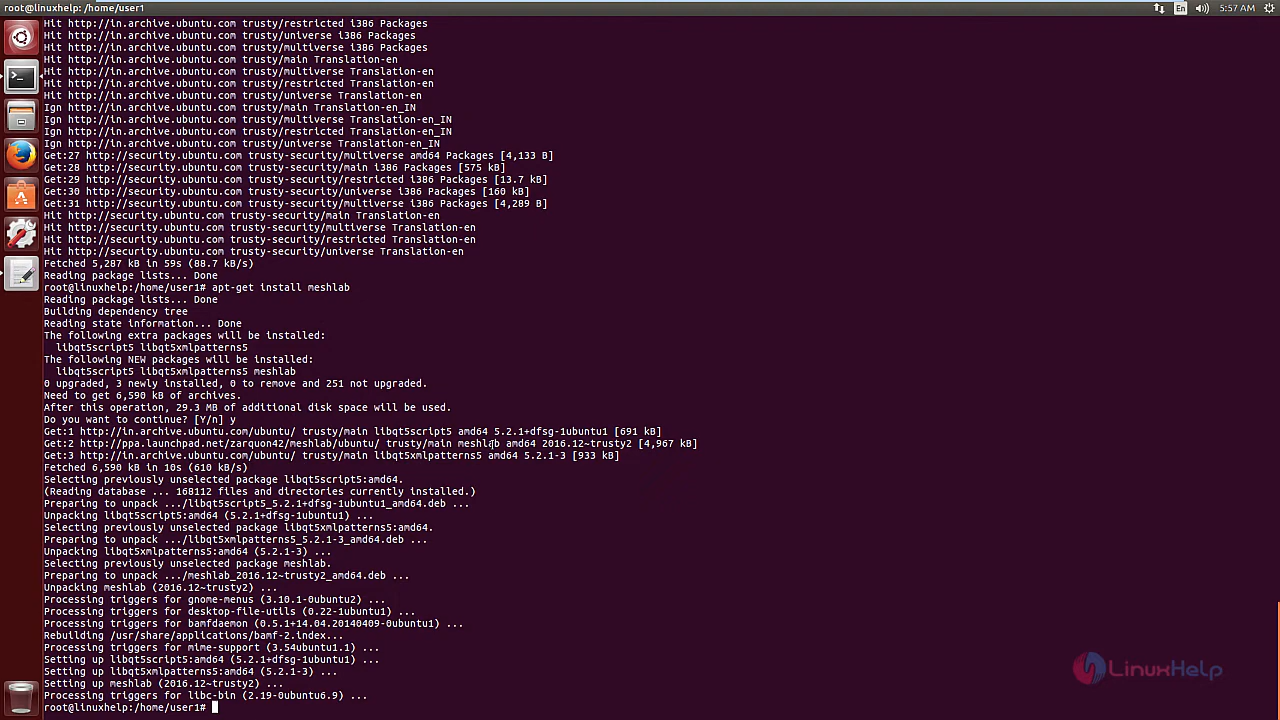 root@linuxhelp: /home/user1
En
5:57 AM
Hit http://in.archive.ubuntu.com trusty/restricted i386 Packages
Hit http://in.archive.ubuntu.com trusty/universe i386 Packages
Hit http://in.archive.ubuntu.com trusty/multiverse i386 Packages
Hit http://in.archive.ubuntu.com trusty/main Translation-en
Hit http://in.archive.ubuntu.com trusty/multiverse Translation-en
Hit http://in.archive.ubuntu.com trusty/restricted Translation-en
Hit http://in.archive.ubuntu.com trusty/universe Translation-en
Ign http://in.archive.ubuntu.com trusty/main Translation-en_IN
Ign http://in.archive.ubuntu.com trusty/multiverse Translation-en_IN
Ign http://in.archive.ubuntu.com trusty/restricted Translation-en_IN
Ign http://in.archive.ubuntu.com trusty/universe Translation-en_IN
Get:27 http://security.ubuntu.com trusty-security/multiverse amd64 Packages [4,133 B]
Get:28 http://security.ubuntu.com trusty-security/main i386 Packages [575 kB]
Get:29 http://security.ubuntu.com trusty-security/restricted i386 Packages [13.7 kB]
Get:30 http://security.ubuntu.com trusty-security/universe i386 Packages [160 kB]
Get:31 http://security.ubuntu.com trusty-security/multiverse i386 Packages [4,289 B]
Hit http://security.ubuntu.com trusty-security/main Translation-en
Hit http://security.ubuntu.com trusty-security/multiverse Translation-en
Hit http://security.ubuntu.com trusty-security/restricted Translation-en
Hit http://security.ubuntu.com trusty-security/universe Translation-en
Fetched 5,287 kB in 59s (88.7 kB/s)
Reading package lists... Done
root@linuxhelp:/home/user1# apt-get install meshlab
Reading package lists... Done
Building dependency tree
Reading state information... Done
The following extra packages will be installed:
libqt5script5 libqt5xmlpatterns5
The following NEW packages will be installed:
libqt5script5 libqt5xmlpatterns5 meshlab
0 upgraded, 3 newly installed, 0 to remove and 251 not upgraded.
Need to get 6,590 kB of archives.
After this operation, 29.3 MB of additional disk space will be used.
Do you want to continue? [Y/n] y
Get:1 http://in.archive.ubuntu.com/ubuntu/ trusty/main libqt5script5 amd64 5.2.1+dfsg-1ubuntu1 [691 kB]
Get:2 http://ppa.launchpad.net/zarquon42/meshlab/ubuntu/ trusty/main meshlab amd64 2016.12~trusty2 [4,967 kB]
Get:3 http://in.archive.ubuntu.com/ubuntu/ trusty/main libqt5xmlpatterns5 amd64 5.2.1-3 [933 kB]
Fetched 6,590 kB in 10s (610 kB/s)
Selecting previously unselected package libqt5script5:amd64.
(Reading database ... 168112 files and directories currently installed.)
Preparing to unpack .../libqt5script5_5.2.1+dfsg-1ubuntu1_amd64.deb ...
Unpacking libqt5script5:amd64 (5.2.1+dfsg-1ubuntu1) ...
Selecting previously unselected package libqt5xmlpatterns5:amd64.
Preparing to unpack .../libqt5xmlpatterns5_5.2.1-3_amd64.deb ...
Unpacking libqt5xmlpatterns5:amd64 (5.2.1-3) ...
Selecting previously unselected package meshlab.
Preparing to unpack .../meshlab_2016.12~trusty2_amd64.deb ...
Unpacking meshlab (2016.12~trusty2) ...
Processing triggers for gnome-menus (3.10.1-0ubuntu2) ...
Processing triggers for desktop-file-utils (0.22-1ubuntu1) ...
Processing triggers for bamfdaemon (0.5.1+14.04.20140409-0ubuntu1) ...
Rebuilding /usr/share/applications/bamf-2.index...
Processing triggers for mime-support (3.54ubuntu1.1) ...
Setting up libqt5script5:amd64 (5.2.1+dfsg-1ubuntu1) ...
Setting up libqt5xmlpatterns5:amd64 (5.2.1-3) ...
Setting up meshlab (2016.12~trusty2) ...
Processing triggers for libc-bin (2.19-0ubuntu6.9) ...
root@linuxhelp:/home/user1#
LinuxHelp